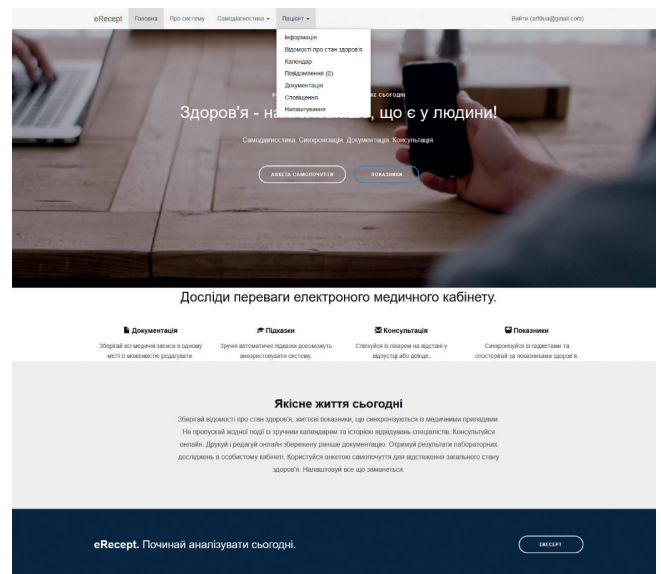 eRecept Головна Про систему Самодіагностика Пацієнт Вийти (arfikua@gmail.com)
Інформація
Відомості про стан здоров'я
Календар
Повідомлення (0)
Документація
Сповіщення
Налаштування
СЬОГОДНІ
Здоров'я - що є у людини!
Самодіагностика. Синхронізація. Документація. Консультація.
АНКЕТА САМОПОЧУТТЯ ПОКАЗНИКИ
Досліди переваги електроного медичного кабінету.
Документація
Зберігай всі медичні записи в одному
місті із можливістю редагувати.
Підказки
Зручні автоматичні підказки допоможуть
використовувати систему.
Консультація
Спілкуйся із лікарем на відстані у
відпустці або деінде.
Показники
Синхронізуйся із гаджетами та
спостерігай за показниками здоров'я.
Якісне життя сьогодні
Зберігай відомості про стан здоров'я, життєві показники, що синхронізуються із медичними приладами.
Не пропускай жодної події із зручним календарем та історією відвідувань спеціалістів. Консультуйся
онлайн. Друкуй і редагуй онлайн збережену раніше документацію. Отримуй результати лабораторних
досліджень в особистому кабінеті. Користуйся анкетою самопочуття для відстеження загального стану
здоров'я. Налаштовуй все що заманеться.
eRecept. Починай аналізувати сьогодні.
ERECEPT